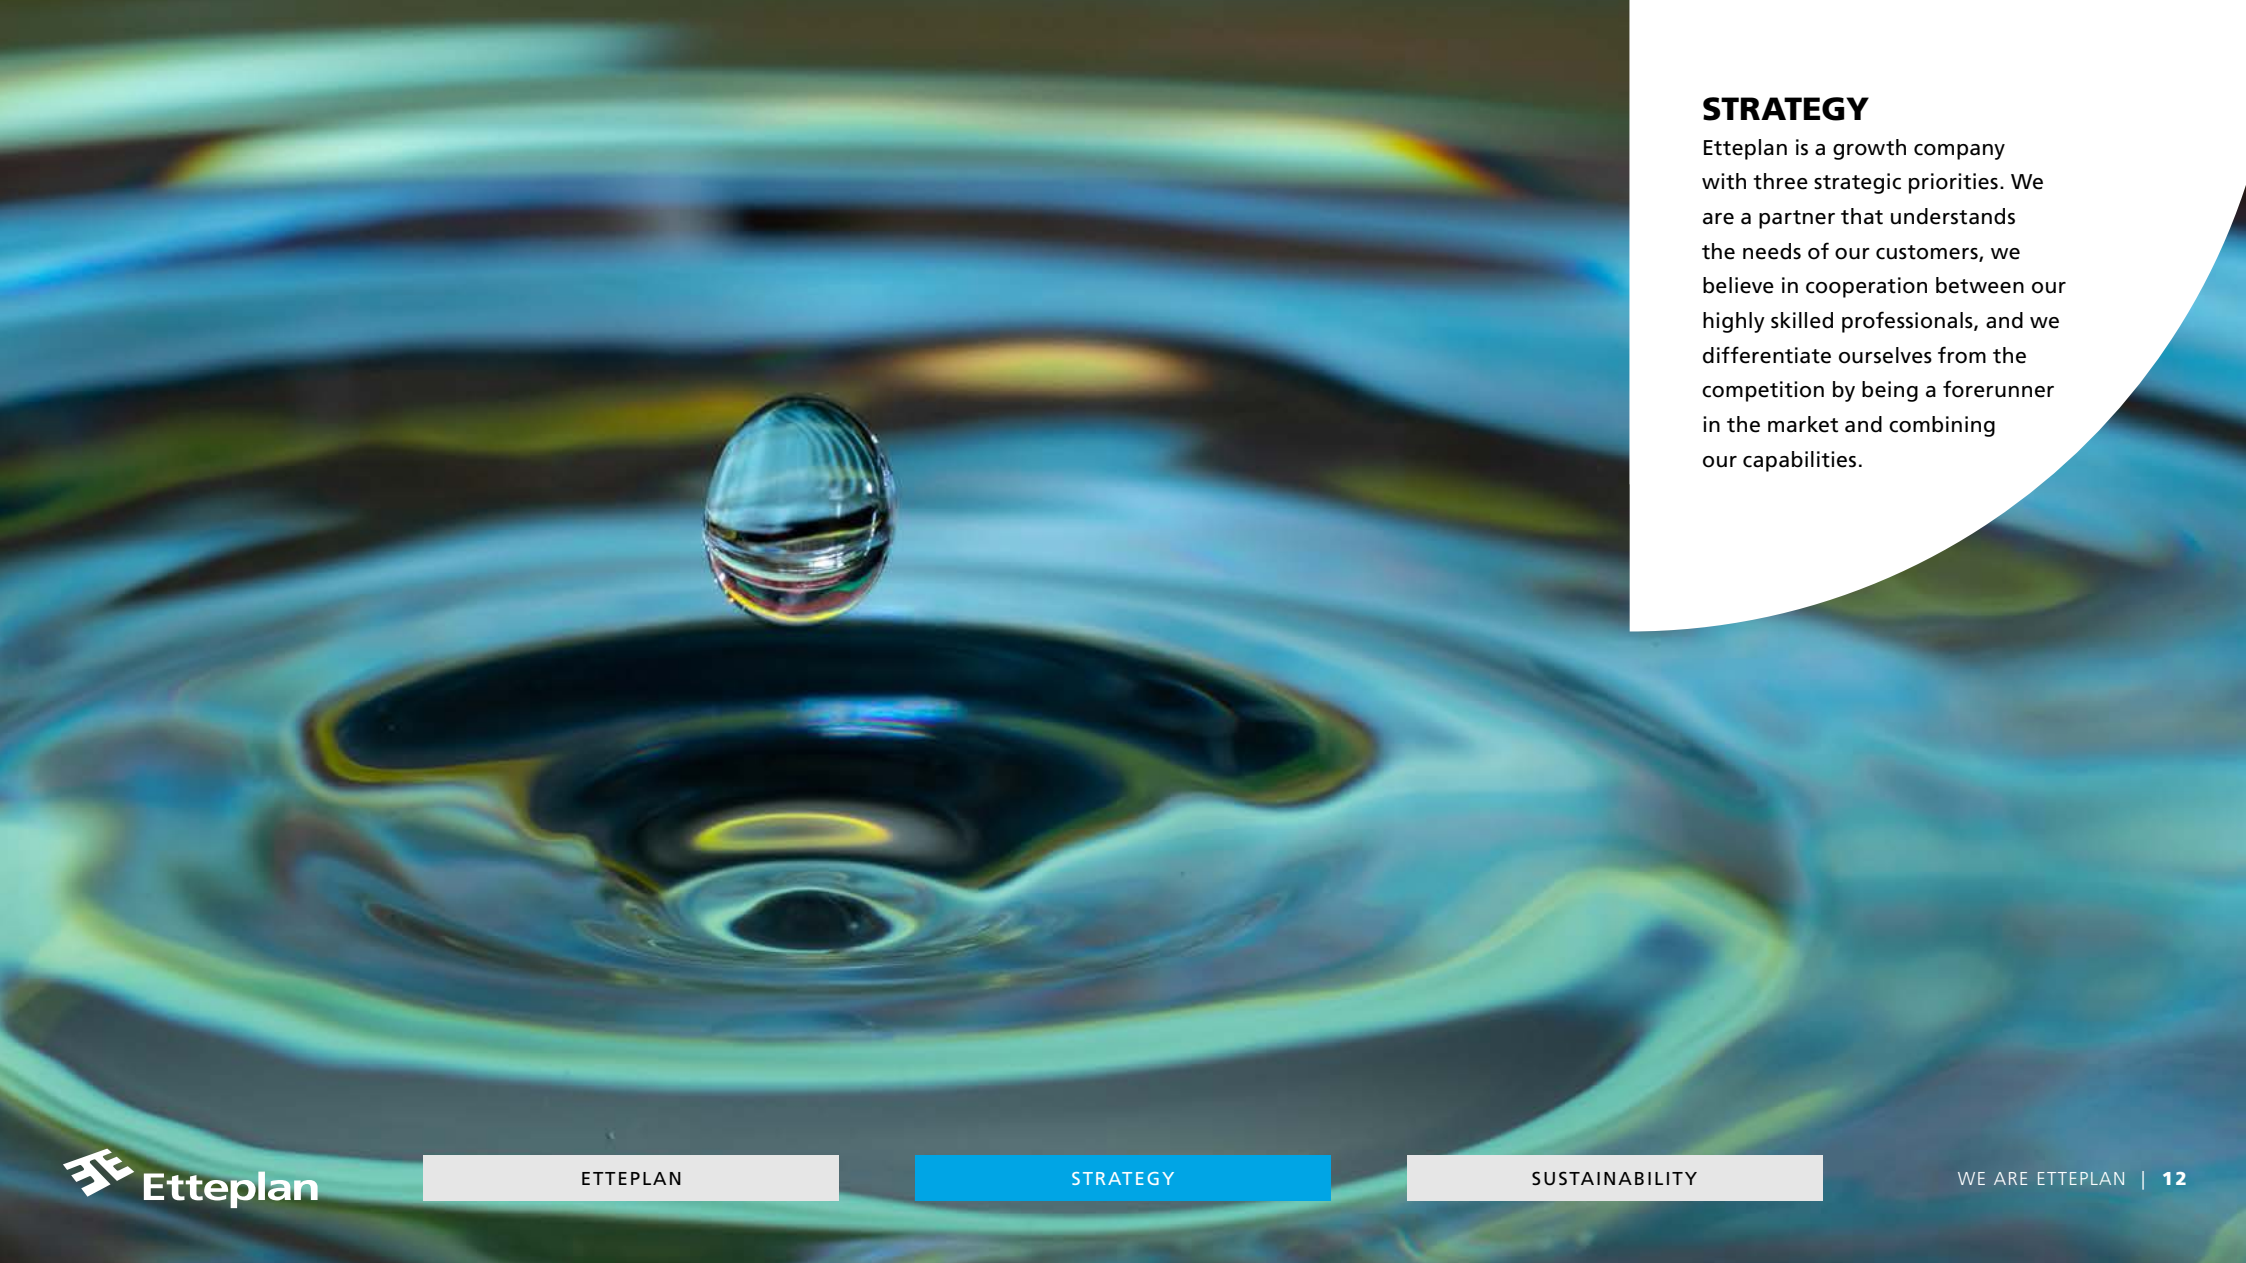 STRATEGY
Etteplan is a growth company
with three strategic priorities. We
are a partner that understands
the needs of our customers, we
believe in cooperation between our
highly skilled professionals, and we
differentiate ourselves from the
competition by being a forerunner
in the market and combining
our capabilities.
Etteplan
ETTEPLAN
STRATEGY
SUSTAINABILITY
WE ARE ETTEPLAN | 12